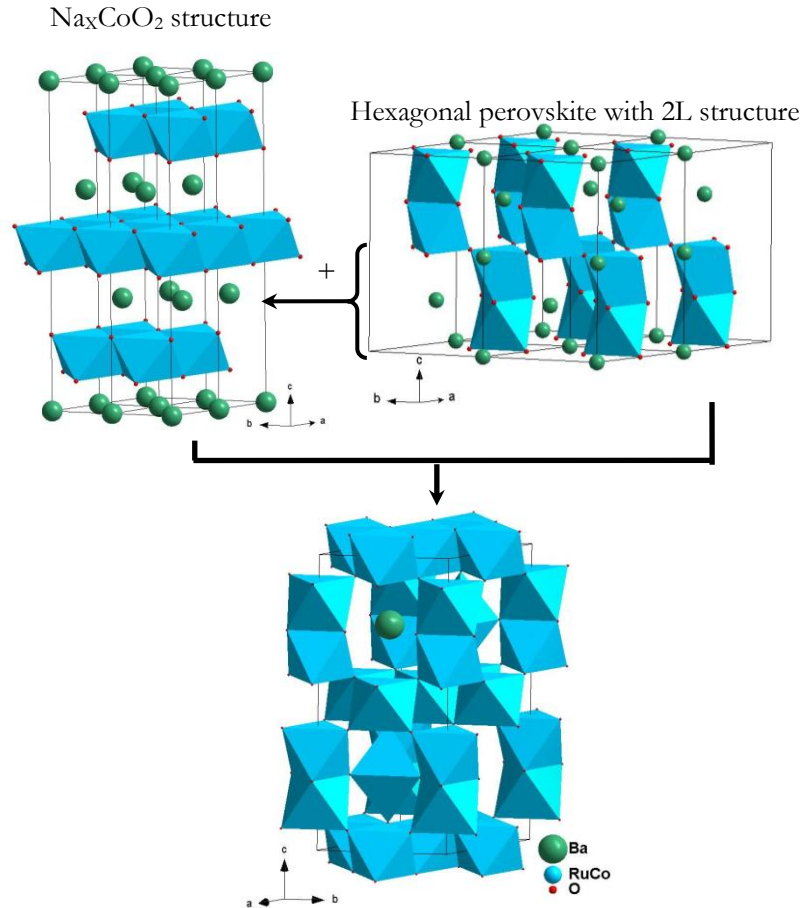 NaXCoO2 structure
Hexagonal perovskite with 2L structure
+
c
b
a
c
b
a
c
a
b
Ba
RuCo
O